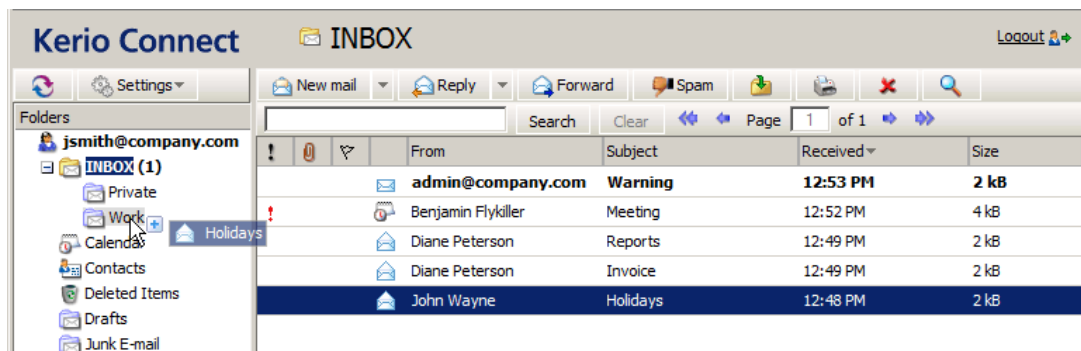 Kerio Connect
INBOX
Logout
Settings
New mail Reply Forward Spam
Folders
Search Clear Page 1 of 1
jsmith@company.com
INBOX (1)
Private
Work
Holidays
Calendar
Contacts
Deleted Items
Drafts
Junk E-mail
! From Subject Received Size
admin@company.com Warning 12:53 PM 2 kB
! Benjamin Flykiller Meeting 12:52 PM 4 kB
Diane Peterson Reports 12:49 PM 2 kB
Diane Peterson Invoice 12:49 PM 2 kB
John Wayne Holidays 12:48 PM 2 kB